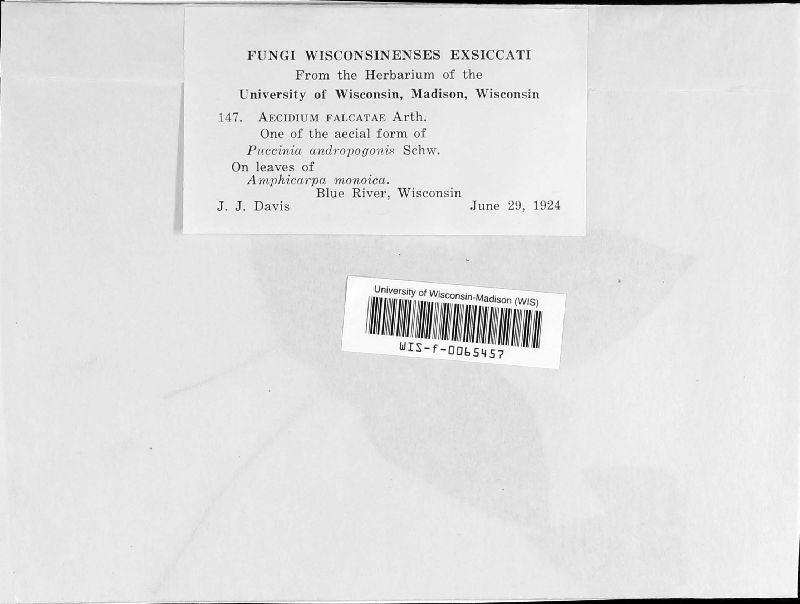 FUNGI WISCONSINENSES EXSICCATI
From the Herbarium of the
University of Wisconsin, Madison, Wisconsin
147. AECIDIUM FALCATAE Arth.
One of the aecial form of
Puccinia andropogonis Schw.
On leaves of
Amphicarpa monoica.
Blue River, Wisconsin
J. J. Davis June 29, 1924
University of Wisconsin-Madison (WIS)
WIS-f-0065457